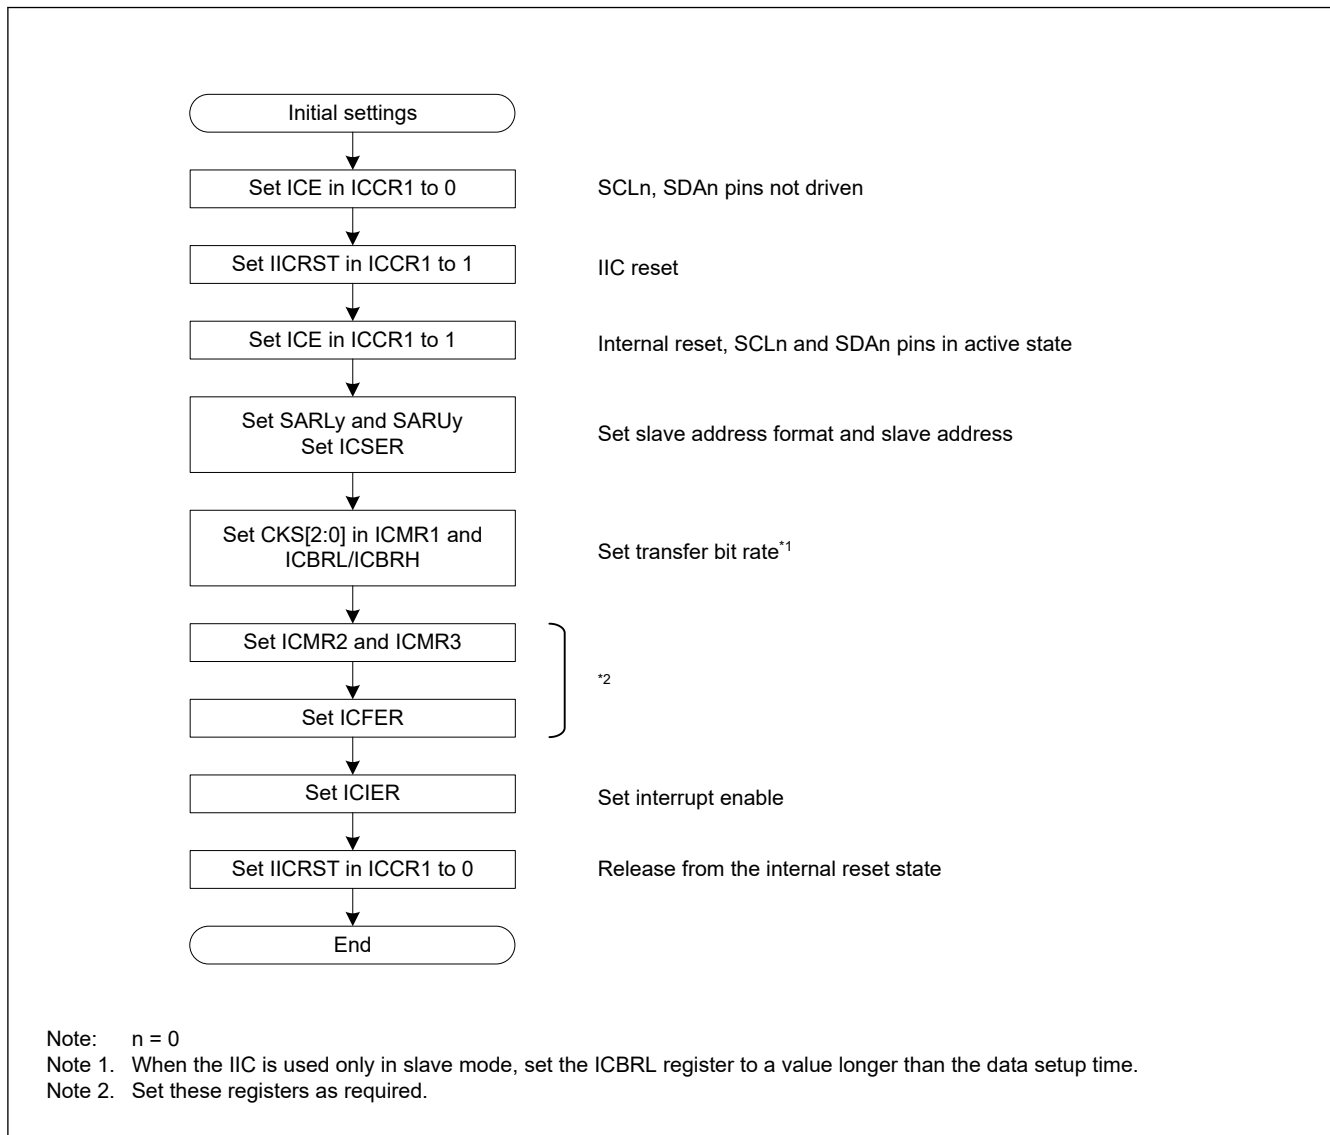 Initial settings
Set ICE in ICCR1 to 0
SCLn, SDAn pins not driven
Set IICRST in ICCR1 to 1
IIC reset
Set ICE in ICCR1 to 1
Internal reset, SCLn and SDAn pins in active state
Set SARLy and SARUy
Set ICSER
Set slave address format and slave address
Set CKS[2:0] in ICMR1 and
ICBRL/ICBRH
Set transfer bit rate*1
Set ICMR2 and ICMR3
*2
Set ICFER
Set ICIER
Set interrupt enable
Set IICRST in ICCR1 to 0
Release from the internal reset state
End
Note: n = 0
Note 1. When the IIC is used only in slave mode, set the ICBRL register to a value longer than the data setup time.
Note 2. Set these registers as required.